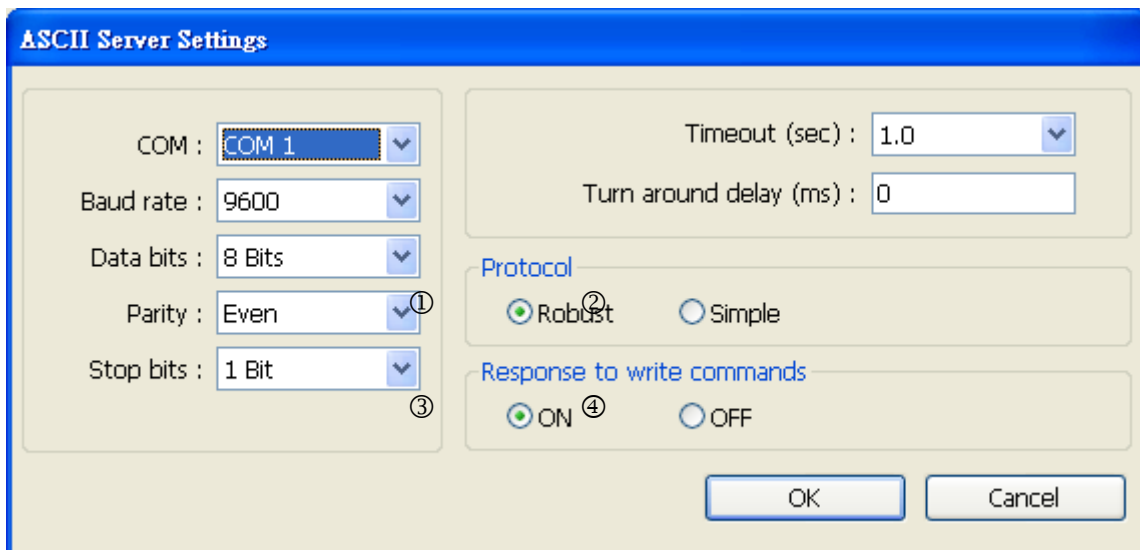 ASCII Server Settings
COM : COM 1
Baud rate : 9600
Data bits : 8 Bits
Parity : Even ①
Stop bits : 1 Bit
③
Timeout (sec) : 1.0
Turn around delay (ms) : 0
Protocol
Robust ② Simple
Response to write commands
ON ④ OFF
OK Cancel